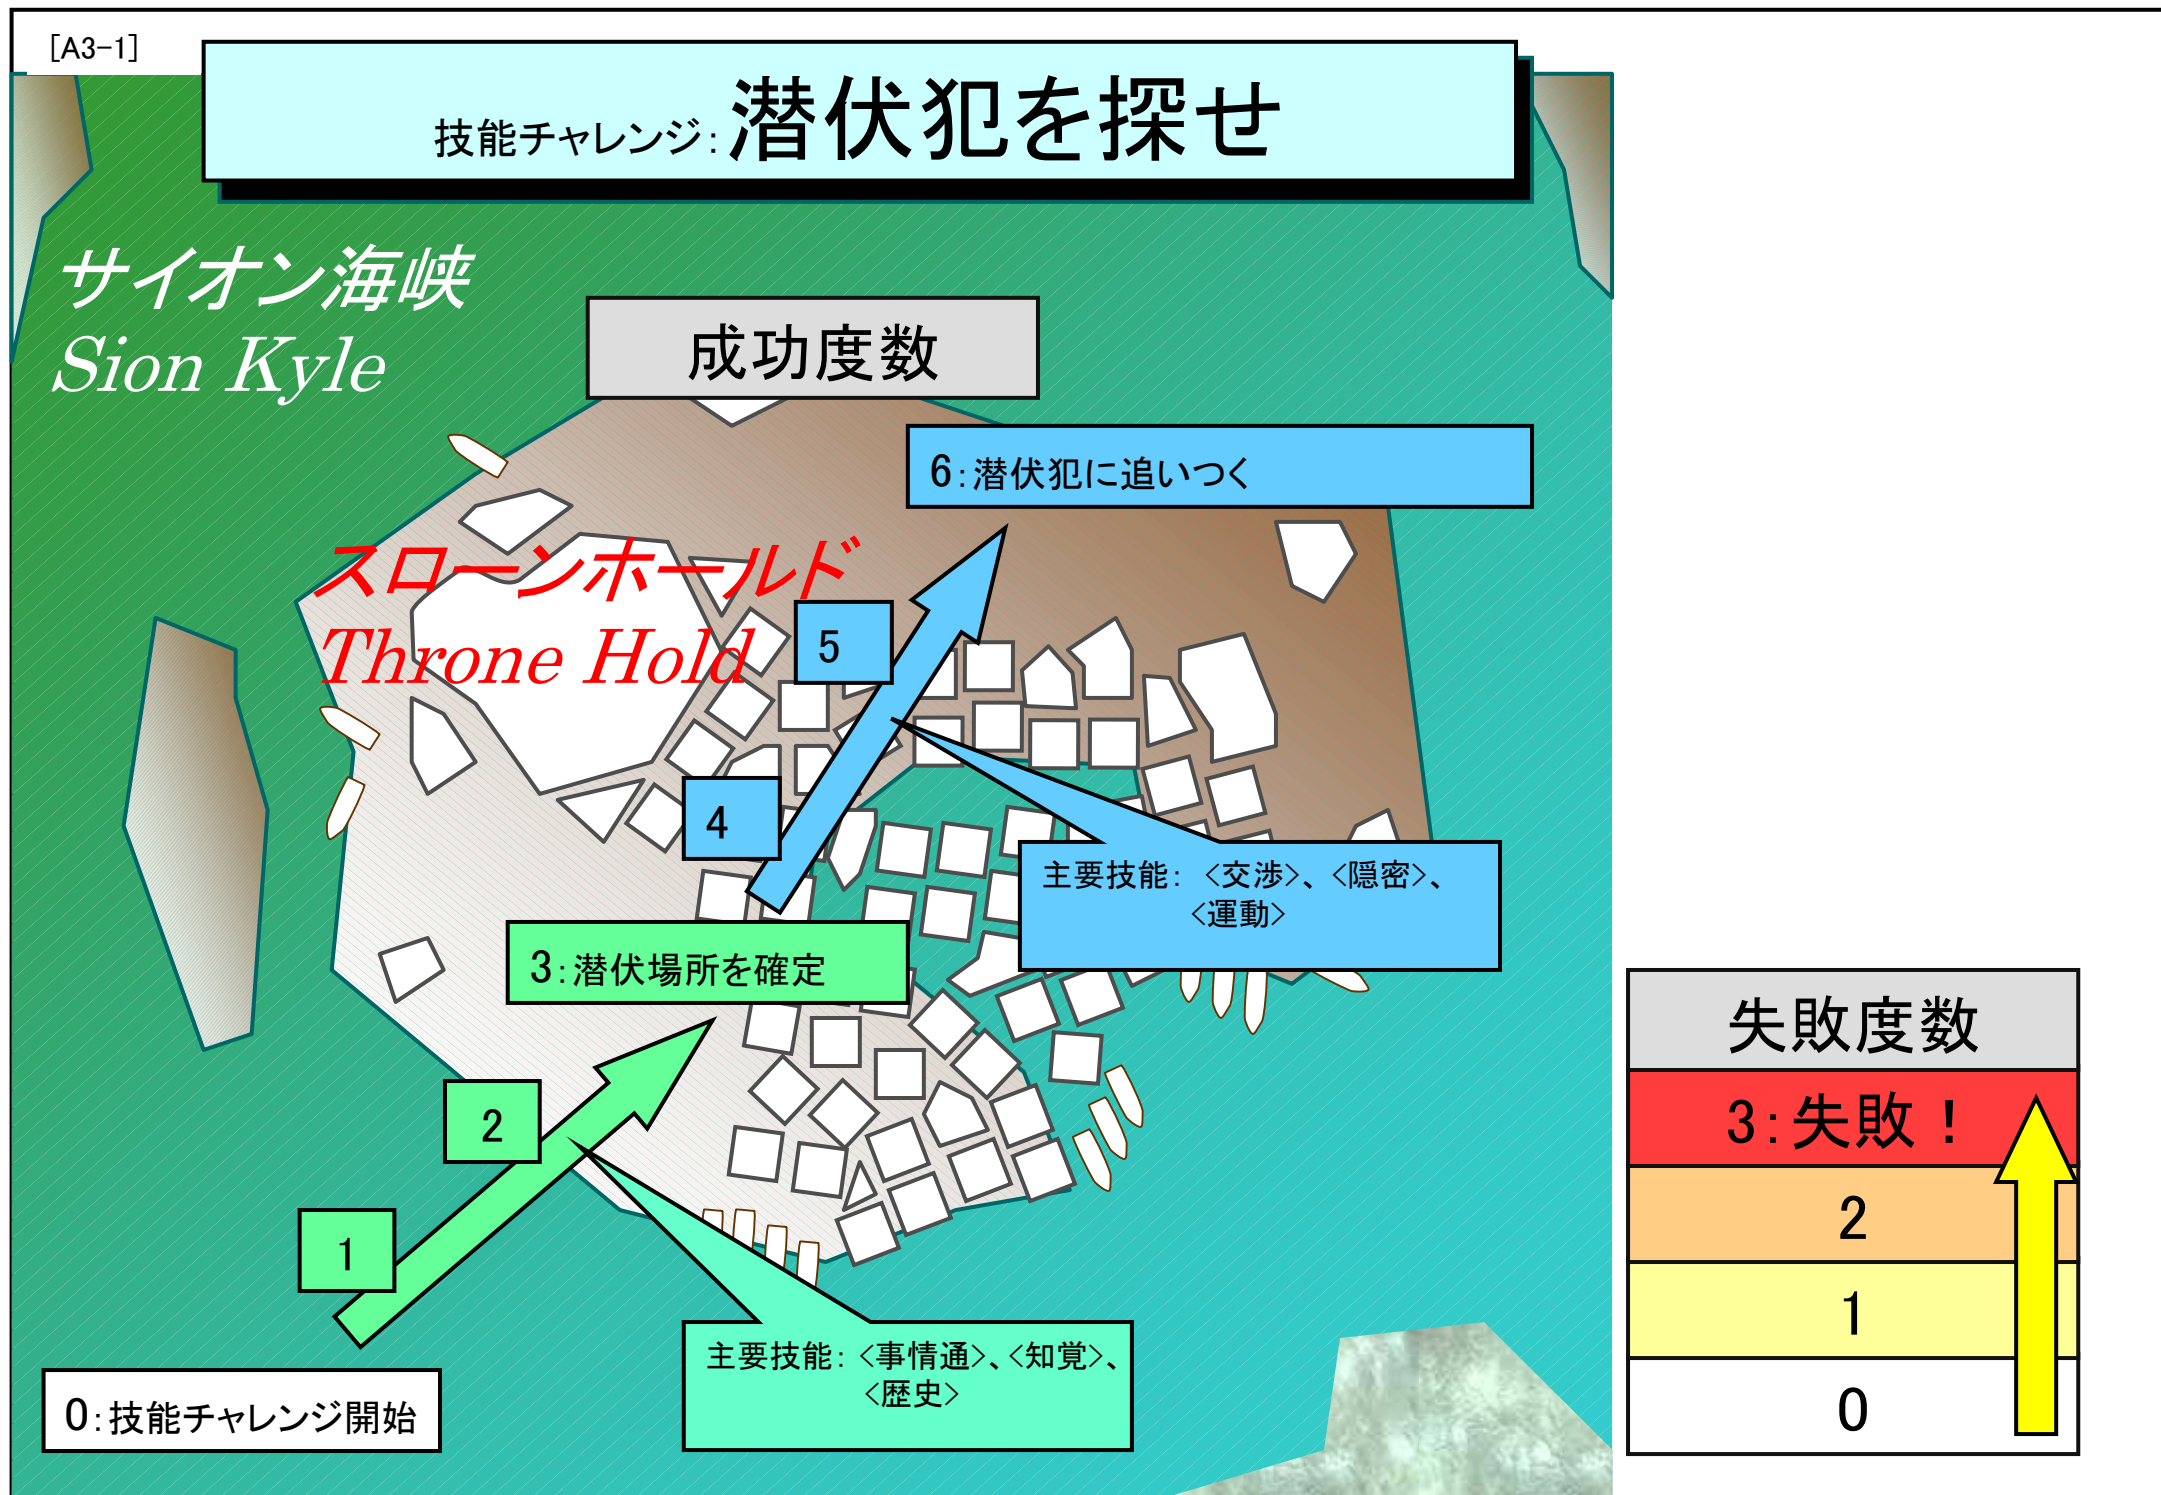 [A3-1]
技能チャレンジ:潜伏犯を探せ
サイオン海峡
Sion Kyle
成功度数
6:潜伏犯に追いつく
スローンホールド
Throne Hold
5
4
主要技能: <交渉>、<隠密>、
<運動>
3:潜伏場所を確定
2
1
主要技能: <事情通>、<知覚>、
<歴史>
0:技能チャレンジ開始
失敗度数
3:失敗!
2
1
0